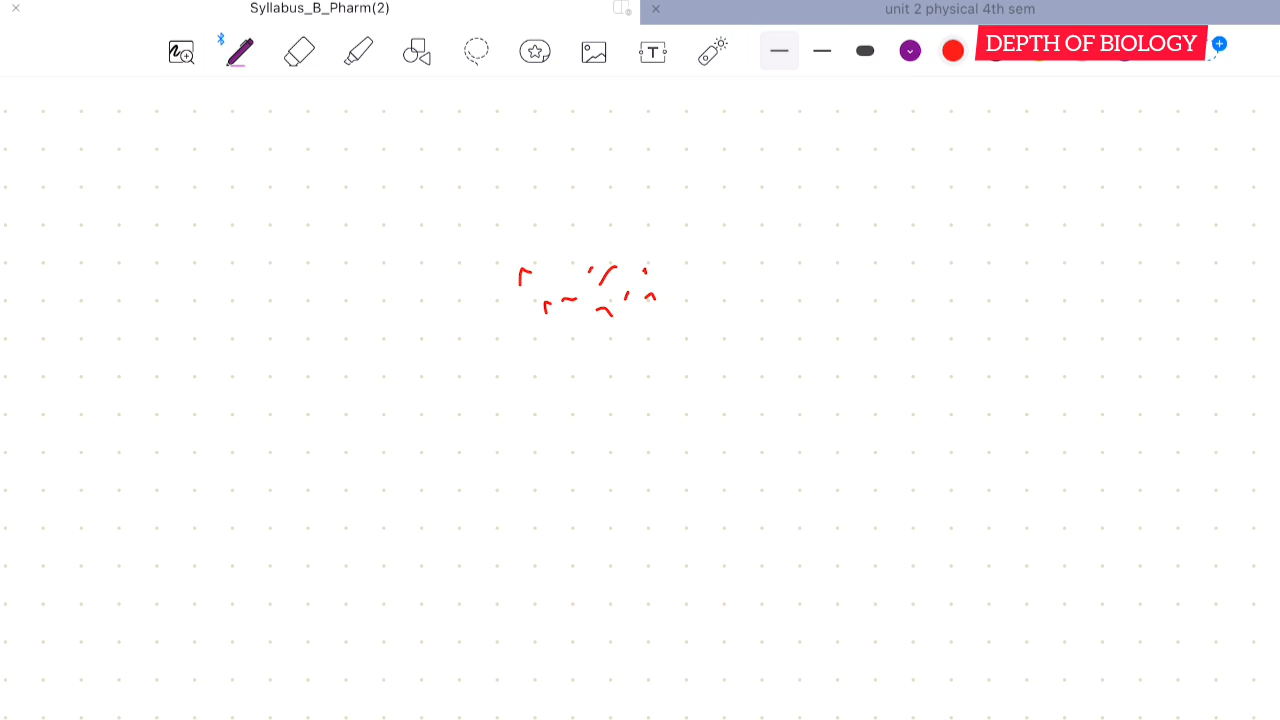 Syllabus_B_Pharm(2)
unit 2 physical 4th sem
DEPTH OF BIOLOGY
T